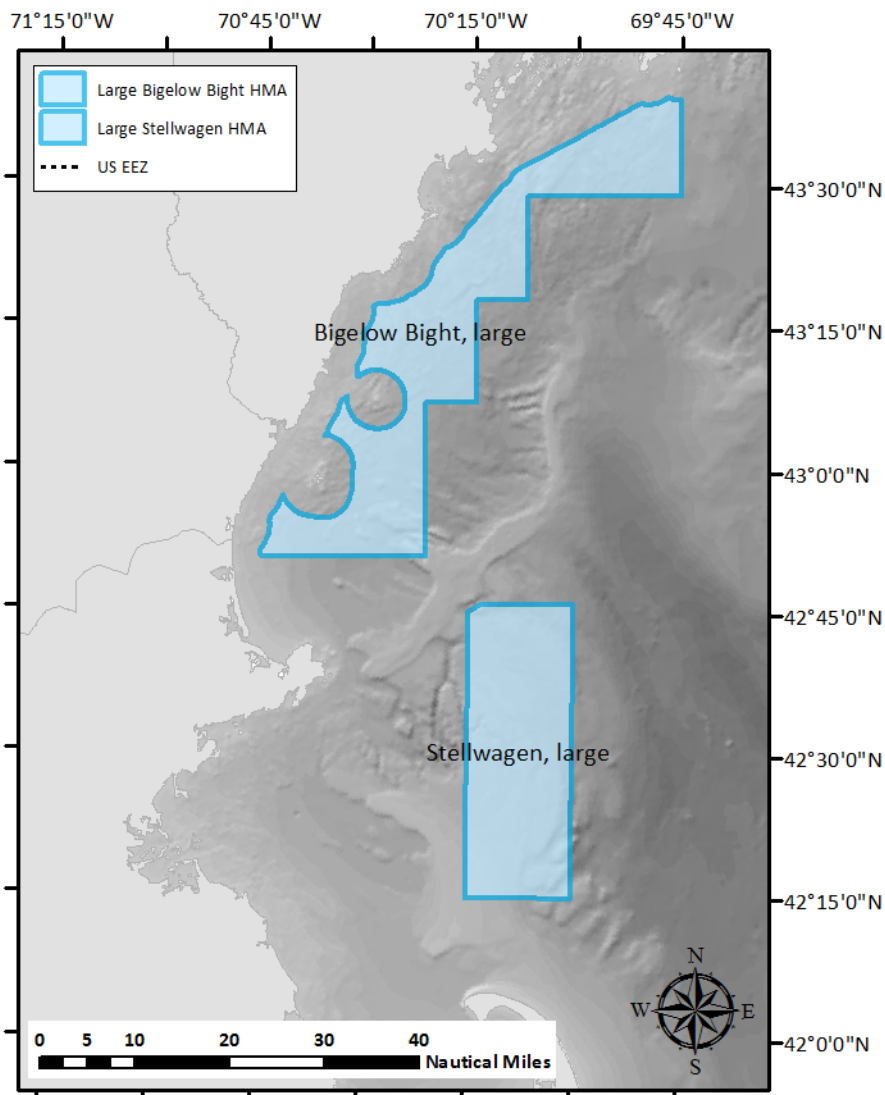 71°15'0"W 70°45'0"W 70°15'0"W 69°45'0"W
Large Bigelow Bight HMA
Large Stellwagen HMA
US EEZ
43°30'0"N
Bigelow Bight, large
43°15'0"N
43°0'0"N
42°45'0"N
Stellwagen, large
42°30'0"N
42°15'0"N
N
W E
S
0 5 10 20 30 40
Nautical Miles
42°0'0"N